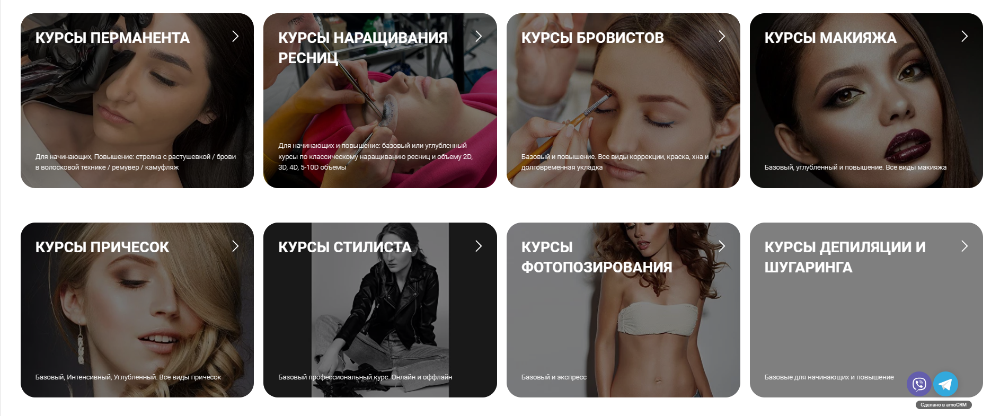 КУРСЫ ПЕРМАНЕНТА
Для начинающих, Повышение: стрелка с растушевкой / брови
в волосковой технике / ремувер / камуфляж
КУРСЫ НАРАЩИВАНИЯ
РЕСНИЦ
Для начинающих и повышение: базовый или углубленный
курсы по классическому наращиванию ресниц и объему 2D,
3D, 4D, 5-10D объемы
КУРСЫ БРОВИСТОВ
Базовый и повышение. Все виды коррекции, краска, хна и
долговременная укладка
КУРСЫ МАКИЯЖА
Базовый, углубленный и повышение. Все виды макияжа
КУРСЫ ПРИЧЕСОК
Базовый, Интенсивный, Углубленный. Все виды причесок
КУРСЫ СТИЛИСТА
Базовый профессиональный курс. Онлайн и оффлайн
КУРСЫ
ФОТОПОЗИРОВАНИЯ
Базовый и экспресс
КУРСЫ ДЕПИЛЯЦИИ И
ШУГАРИНГА
Базовые для начинающих и повышение
Сделано в amoCRM